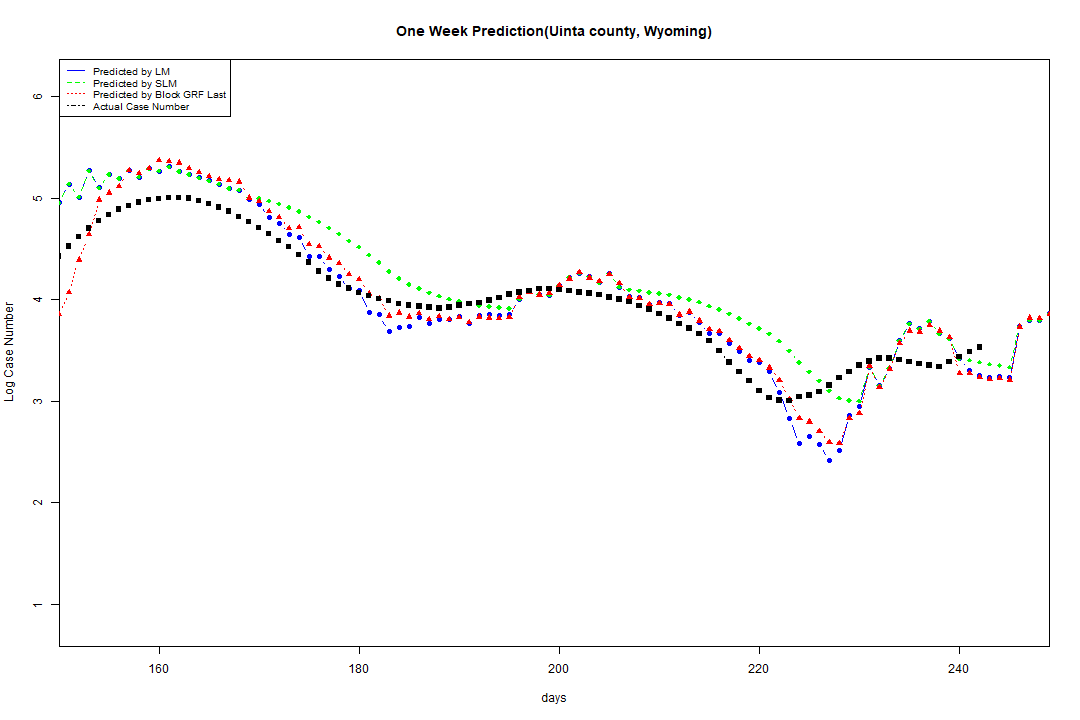 One Week Prediction(Uinta county, Wyoming)
Predicted by LM
Predicted by SLM
Predicted by Block GRF Last
Actual Case Number
6
5
4
3
2
1
Log Case Number
160 180 200 220 240
days